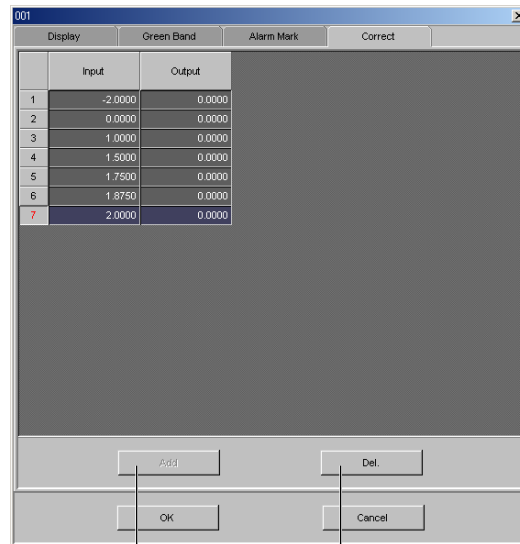 001
Display Green Band Alarm Mark Correct
Input Output
1 -2.0000 0.0000
2 0.0000 0.0000
3 1.0000 0.0000
4 1.5000 0.0000
5 1.7500 0.0000
6 1.8750 0.0000
7 2.0000 0.0000
Add Del.
OK Cancel